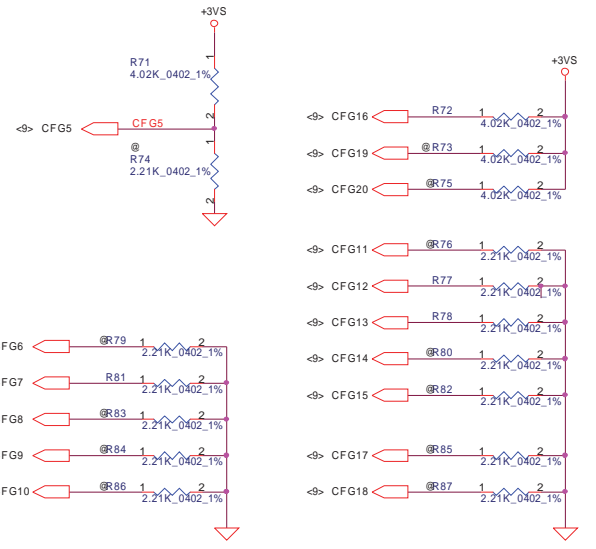 +3VS
1
R71
4.02K_0402_1%
2
<9> CFG5 CFG5
1
@
R74
2.21K_0402_1%
2
FG6 @R79 1 2
2.21K_0402_1%
FG7 R81 1 2
2.21K_0402_1%
FG8 @R83 1 2
2.21K_0402_1%
FG9 @R84 1 2
2.21K_0402_1%
FG10 @R86 1 2
2.21K_0402_1%
+3VS
<9> CFG16 R72 1 2
4.02K_0402_1%
<9> CFG19 @R73 1 2
4.02K_0402_1%
<9> CFG20 @R75 1 2
4.02K_0402_1%
<9> CFG11 @R76 1 2
2.21K_0402_1%
<9> CFG12 R77 1 2
2.21K_0402_1%
<9> CFG13 R78 1 2
2.21K_0402_1%
<9> CFG14 @R80 1 2
2.21K_0402_1%
<9> CFG15 @R82 1 2
2.21K_0402_1%
<9> CFG17 @R85 1 2
2.21K_0402_1%
<9> CFG18 @R87 1 2
2.21K_0402_1%